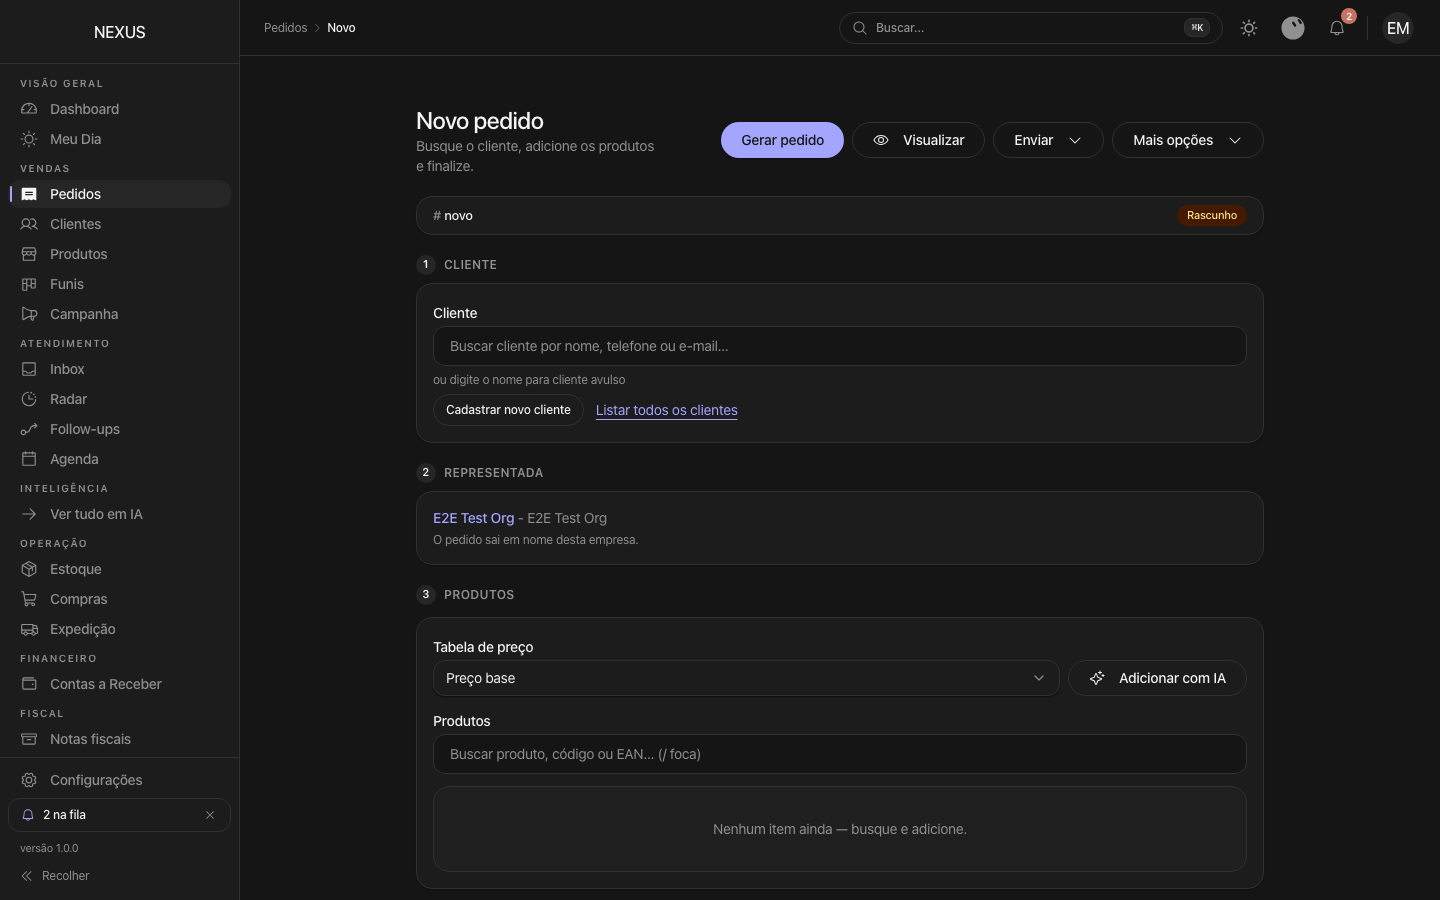 NEXUS
Pedidos
Novo
Buscar...
⌘K
2
EM
VISÃO GERAL
Dashboard
Meu Dia
VENDAS
Pedidos
Clientes
Produtos
Funis
Campanha
ATENDIMENTO
Inbox
Radar
Follow-ups
Agenda
INTELIGÊNCIA
Ver tudo em IA
OPERAÇÃO
Estoque
Compras
Expedição
FINANCEIRO
Contas a Receber
FISCAL
Notas fiscais
Configurações
2 na fila
versão 1.0.0
Recolher
Novo pedido
Busque o cliente, adicione os produtos
e finalize.
Gerar pedido
Visualizar
Enviar
Mais opções
# novo
Rascunho
1 CLIENTE
Cliente
Buscar cliente por nome, telefone ou e-mail...
ou digite o nome para cliente avulso
Cadastrar novo cliente
Listar todos os clientes
2 REPRESENTADA
E2E Test Org - E2E Test Org
O pedido sai em nome desta empresa.
3 PRODUTOS
Tabela de preço
Preço base
Adicionar com IA
Produtos
Buscar produto, código ou EAN... (/ foca)
Nenhum item ainda — busque e adicione.